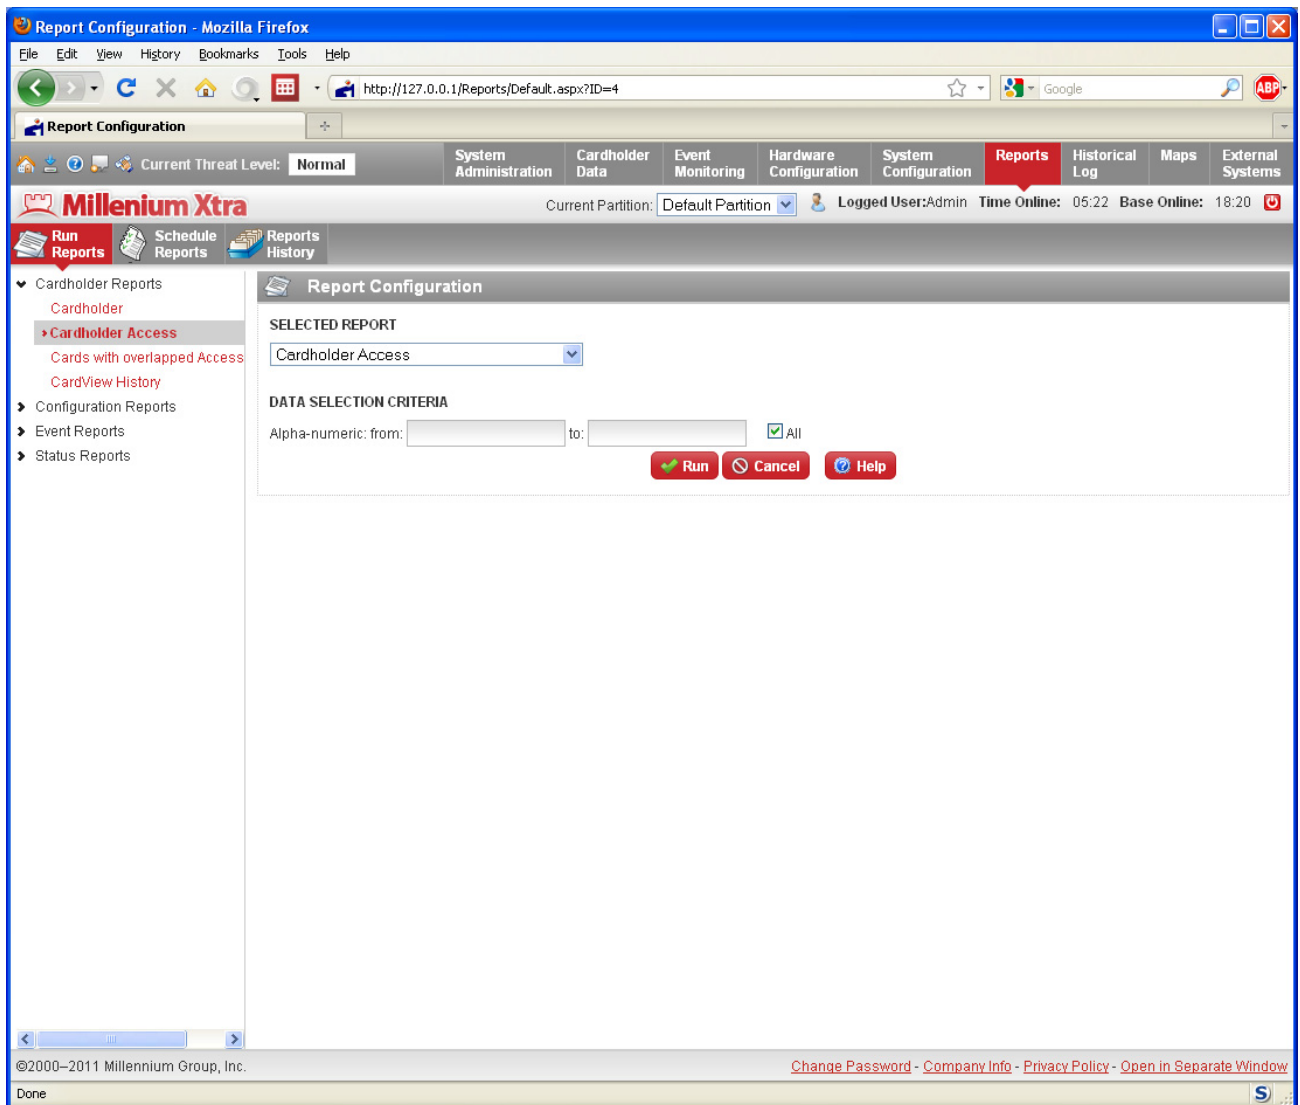 Report Configuration - Mozilla Firefox
File Edit View History Bookmarks Tools Help
http://127.0.0.1/Reports/Default.aspx?ID=4
Google
ABP
Report Configuration
Current Threat Level: Normal
System Administration
Cardholder Data
Event Monitoring
Hardware Configuration
System Configuration
Reports
Historical Log
Maps
External Systems
Millenium Xtra
Current Partition: Default Partition
Logged User:Admin Time Online: 05:22 Base Online: 18:20
Run Reports
Schedule Reports
Reports History
Cardholder Reports
Cardholder
Cardholder Access
Cards with overlapped Access
CardView History
Configuration Reports
Event Reports
Status Reports
Report Configuration
SELECTED REPORT
Cardholder Access
DATA SELECTION CRITERIA
Alpha-numeric: from: to: All
Run Cancel Help
©2000–2011 Millennium Group, Inc.
Change Password - Company Info - Privacy Policy - Open in Separate Window
Done
S